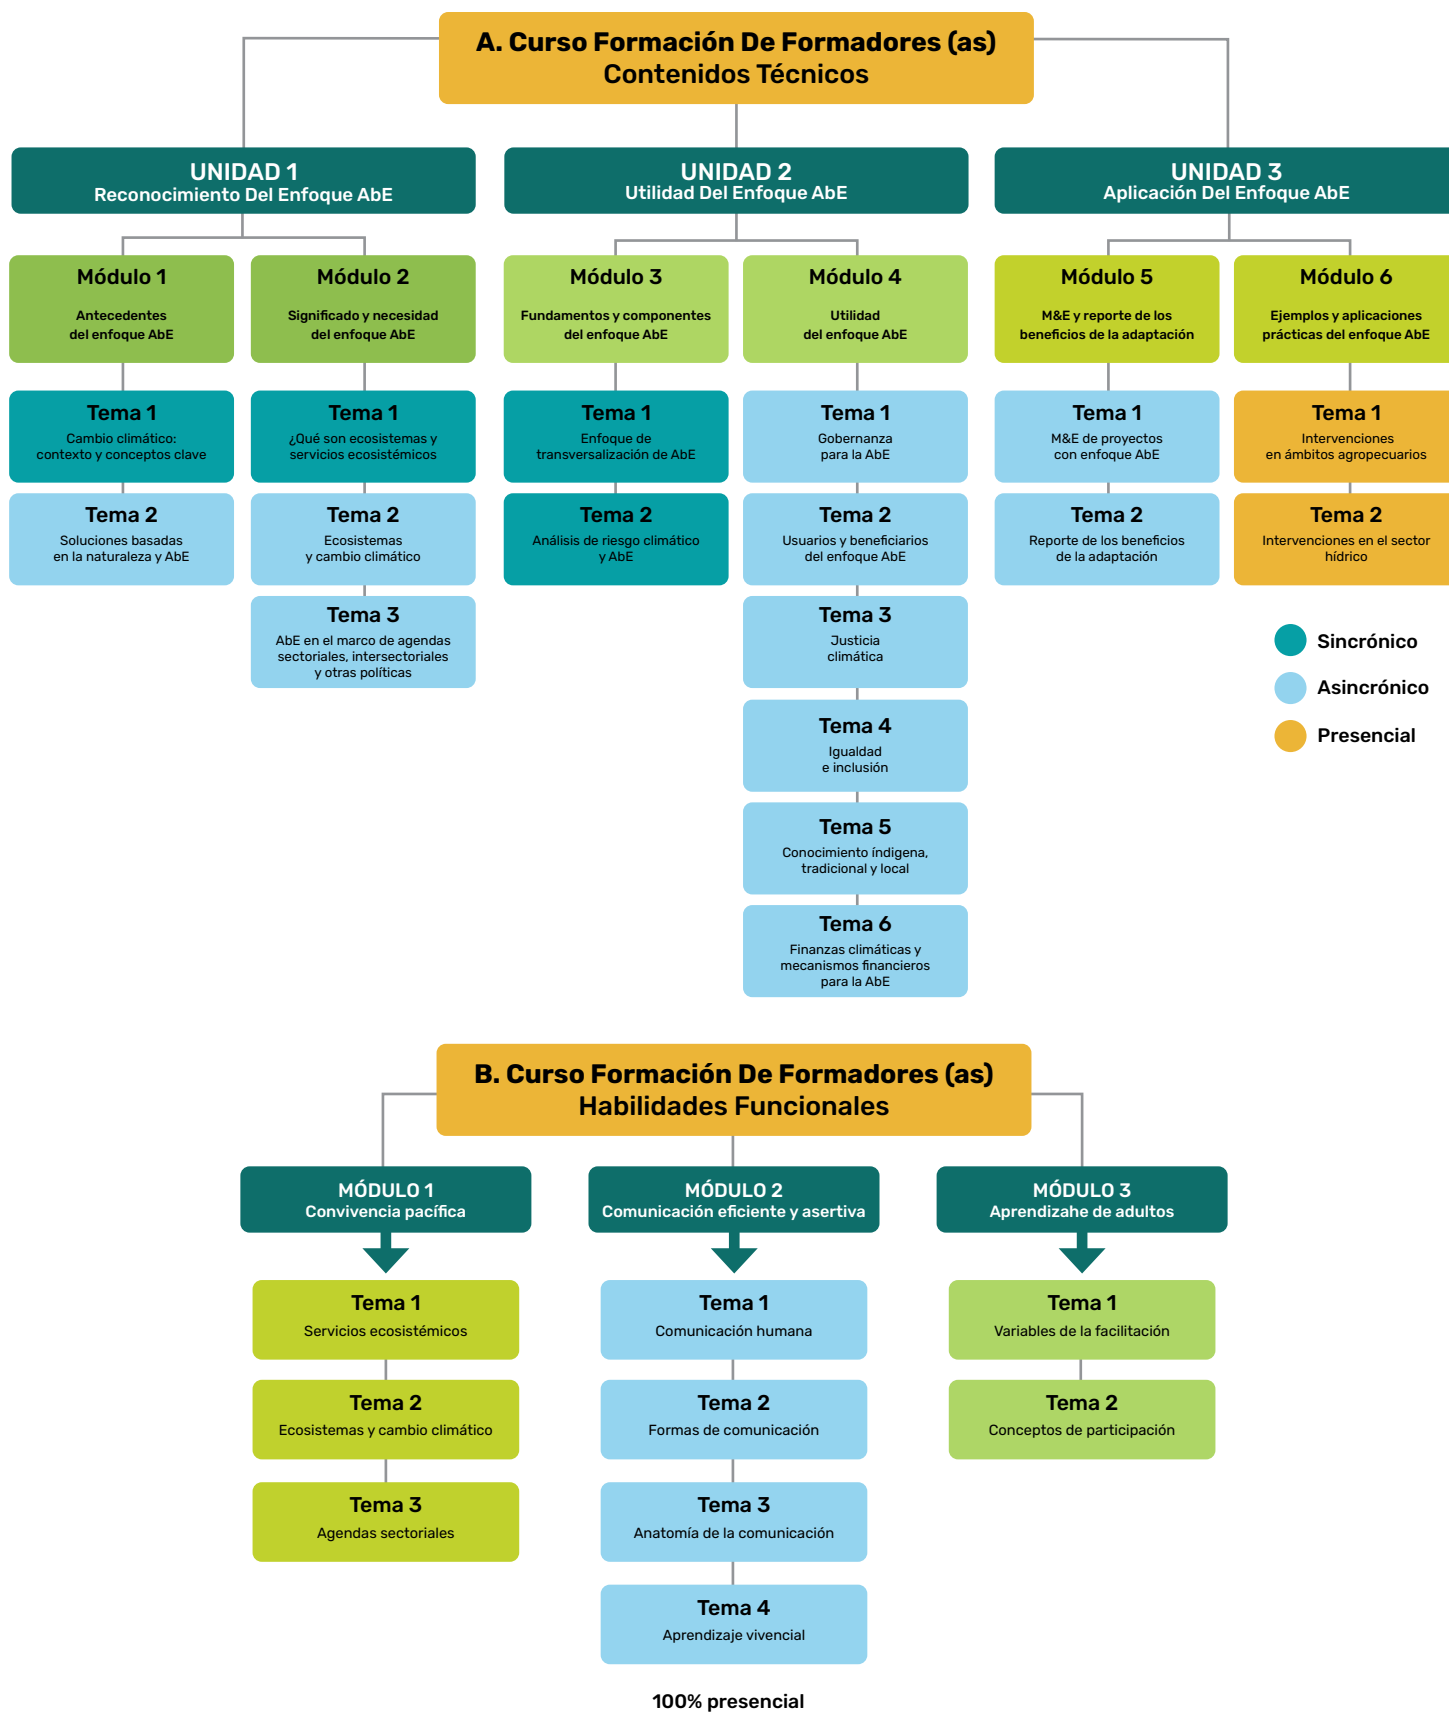 A. Curso Formación De Formadores (as)
Contenidos Técnicos
UNIDAD 1
Reconocimiento Del Enfoque AbE
Módulo 1
Antecedentes
del enfoque AbE
Tema 1
Cambio climático:
contexto y conceptos clave
Tema 2
Soluciones basadas
en la naturaleza y AbE
Módulo 2
Significado y necesidad
del enfoque AbE
Tema 1
¿Qué son ecosistemas y
servicios ecosistémicos
Tema 2
Ecosistemas
y cambio climático
Tema 3
AbE en el marco de agendas
sectoriales, intersectoriales
y otras políticas
UNIDAD 2
Utilidad Del Enfoque AbE
Módulo 3
Fundamentos y componentes
del enfoque AbE
Tema 1
Enfoque de
transversalización de AbE
Tema 2
Análisis de riesgo climático
y AbE
Módulo 4
Utilidad
del enfoque AbE
Tema 1
Gobernanza
para la AbE
Tema 2
Usuarios y beneficiarios
del enfoque AbE
Tema 3
Justicia
climática
Tema 4
Igualdad
e inclusión
Tema 5
Conocimiento índigena,
tradicional y local
Tema 6
Finanzas climáticas y
mecanismos financieros
para la AbE
UNIDAD 3
Aplicación Del Enfoque AbE
Módulo 5
M&E y reporte de los
beneficios de la adaptación
Tema 1
M&E de proyectos
con enfoque AbE
Tema 2
Reporte de los beneficios
de la adaptación
Módulo 6
Ejemplos y aplicaciones
prácticas del enfoque AbE
Tema 1
Intervenciones
en ámbitos agropecuarios
Tema 2
Intervenciones en el sector
hídrico
Sincrónico
Asincrónico
Presencial
B. Curso Formación De Formadores (as)
Habilidades Funcionales
MÓDULO 1
Convivencia pacífica
Tema 1
Servicios ecosistémicos
Tema 2
Ecosistemas y cambio climático
Tema 3
Agendas sectoriales
MÓDULO 2
Comunicación eficiente y asertiva
Tema 1
Comunicación humana
Tema 2
Formas de comunicación
Tema 3
Anatomía de la comunicación
Tema 4
Aprendizaje vivencial
MÓDULO 3
Aprendizahe de adultos
Tema 1
Variables de la facilitación
Tema 2
Conceptos de participación
100% presencial